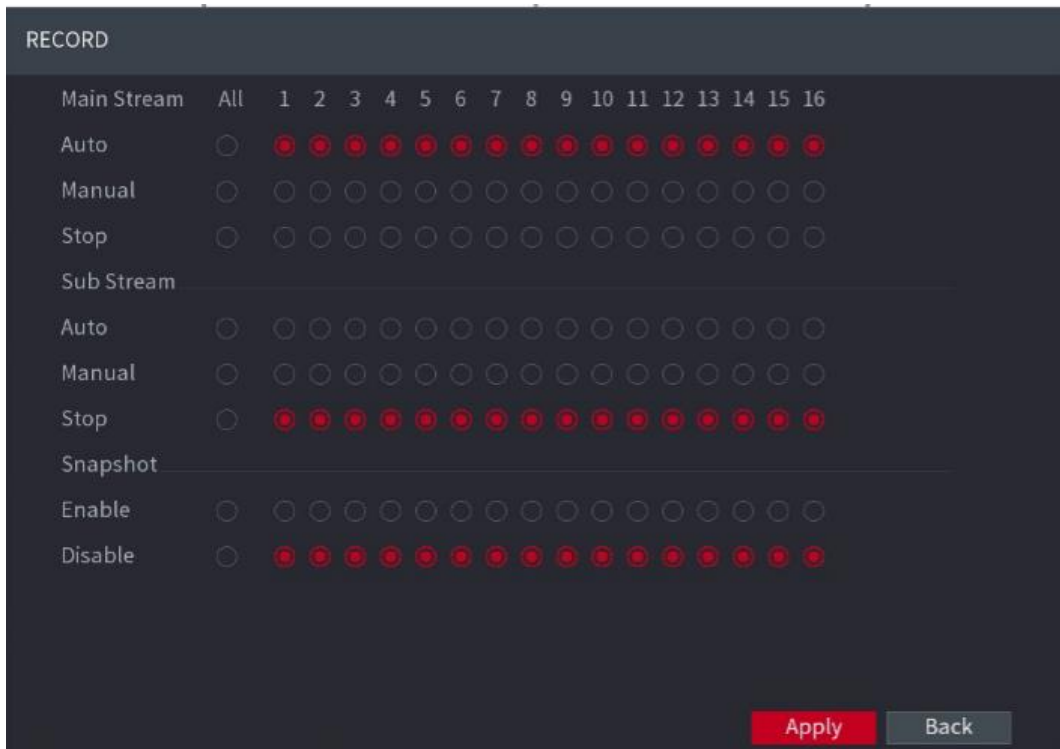 RECORD
Main Stream All 1 2 3 4 5 6 7 8 9 10 11 12 13 14 15 16
Auto
Manual
Stop
Sub Stream
Auto
Manual
Stop
Snapshot
Enable
Disable
Apply Back